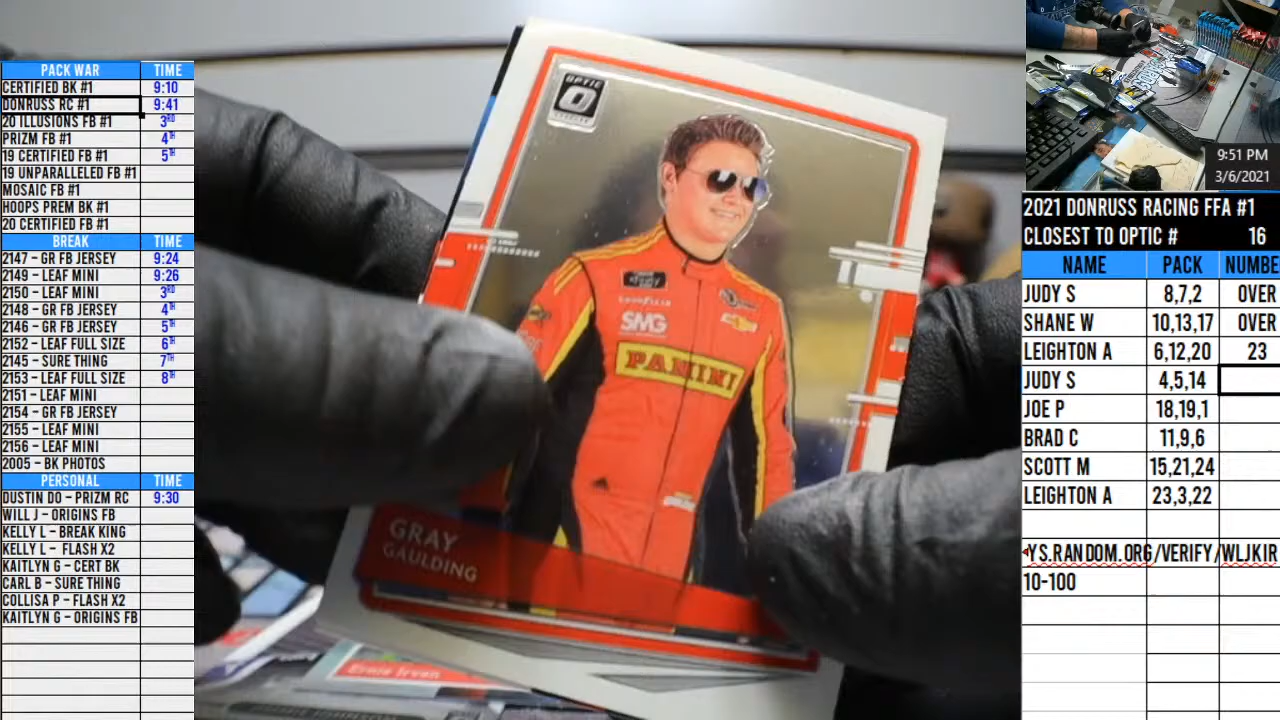 PACK WAR TIME
CERTIFIED BK #1 9:10
DONRUSS RC #1 9:41
20 ILLUSIONS FB #1 3RD
PRIZM FB #1 4TH
19 CERTIFIED FB #1 5TH
19 UNPARALLELED FB #1
MOSAIC FB #1
HOOPS PREM BK #1
20 CERTIFIED FB #1
BREAK TIME
2147 – GR FB JERSEY 9:24
2149 – LEAF MINI 9:26
2150 – LEAF MINI 3RD
2148 – GR FB JERSEY 4TH
2146 – GR FB JERSEY 5TH
2152 – LEAF FULL SIZE 6TH
2145 – SURE THING 7TH
2153 – LEAF FULL SIZE 8TH
2151 – LEAF MINI
2154 – GR FB JERSEY
2155 – LEAF MINI
2156 – LEAF MINI
2005 – BK PHOTOS
PERSONAL TIME
DUSTIN DO – PRIZM RC 9:30
WILL J – ORIGINS FB
KELLY L – BREAK KING
KELLY L – FLASH X2
KAITLYN G – CERT BK
CARL B – SURE THING
COLLISA P – FLASH X2
KAITLYN G – ORIGINS FB
OPTIC
GOODYEAR
SMG
PANINI
GRAY
GAULDING
Ernie Irvan
9:51 PM
3/6/2021
2021 DONRUSS RACING FFA #1
CLOSEST TO OPTIC # 16
NAME PACK NUMBE
JUDY S 8,7,2 OVER
SHANE W 10,13,17 OVER
LEIGHTON A 6,12,20 23
JUDY S 4,5,14
JOE P 18,19,1
BRAD C 11,9,6
SCOTT M 15,21,24
LEIGHTON A 23,3,22
YS.RANDOM.ORG/VERIFY/WLJKIR
10-100